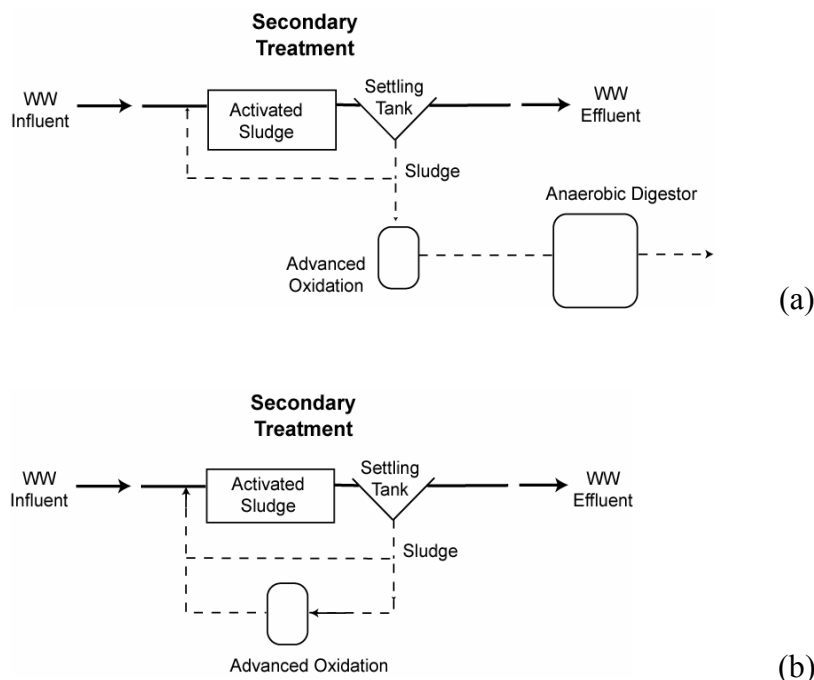 Secondary
Treatment
WW
Influent
Activated
Sludge
Settling
Tank
WW
Effluent
Sludge
Anaerobic Digestor
Advanced
Oxidation
(a)
Secondary
Treatment
WW
Influent
Activated
Sludge
Settling
Tank
WW
Effluent
Sludge
Advanced Oxidation
(b)